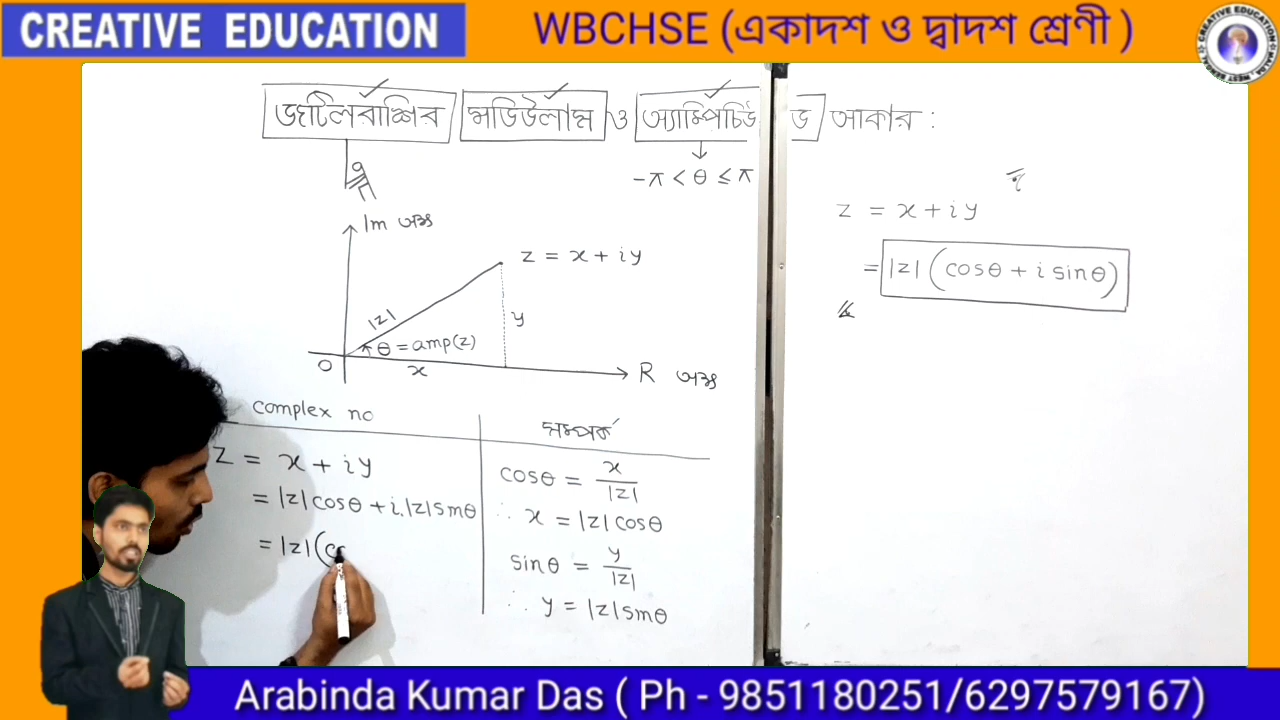 CREATIVE EDUCATION
WBCHSE (একাদশ ও দ্বাদশ শ্রেণী )
জটিলরাশির মডিউলাস ও অ্যাম্পিচিউড আকার :
-π < θ ≤ π
Im অক্ষ
z = x + iy
|z|
y
θ = amp(z)
O
x
R অক্ষ
complex no
Z = x + iy
= |z|cosθ + i.|z|sinθ
= |z|(co
সম্পর্ক
cosθ = x/|z|
∴ x = |z|cosθ
sinθ = y/|z|
∴ y = |z|sinθ
z = x + iy
= |z| (cosθ + i sinθ)
Arabinda Kumar Das ( Ph - 9851180251/6297579167)